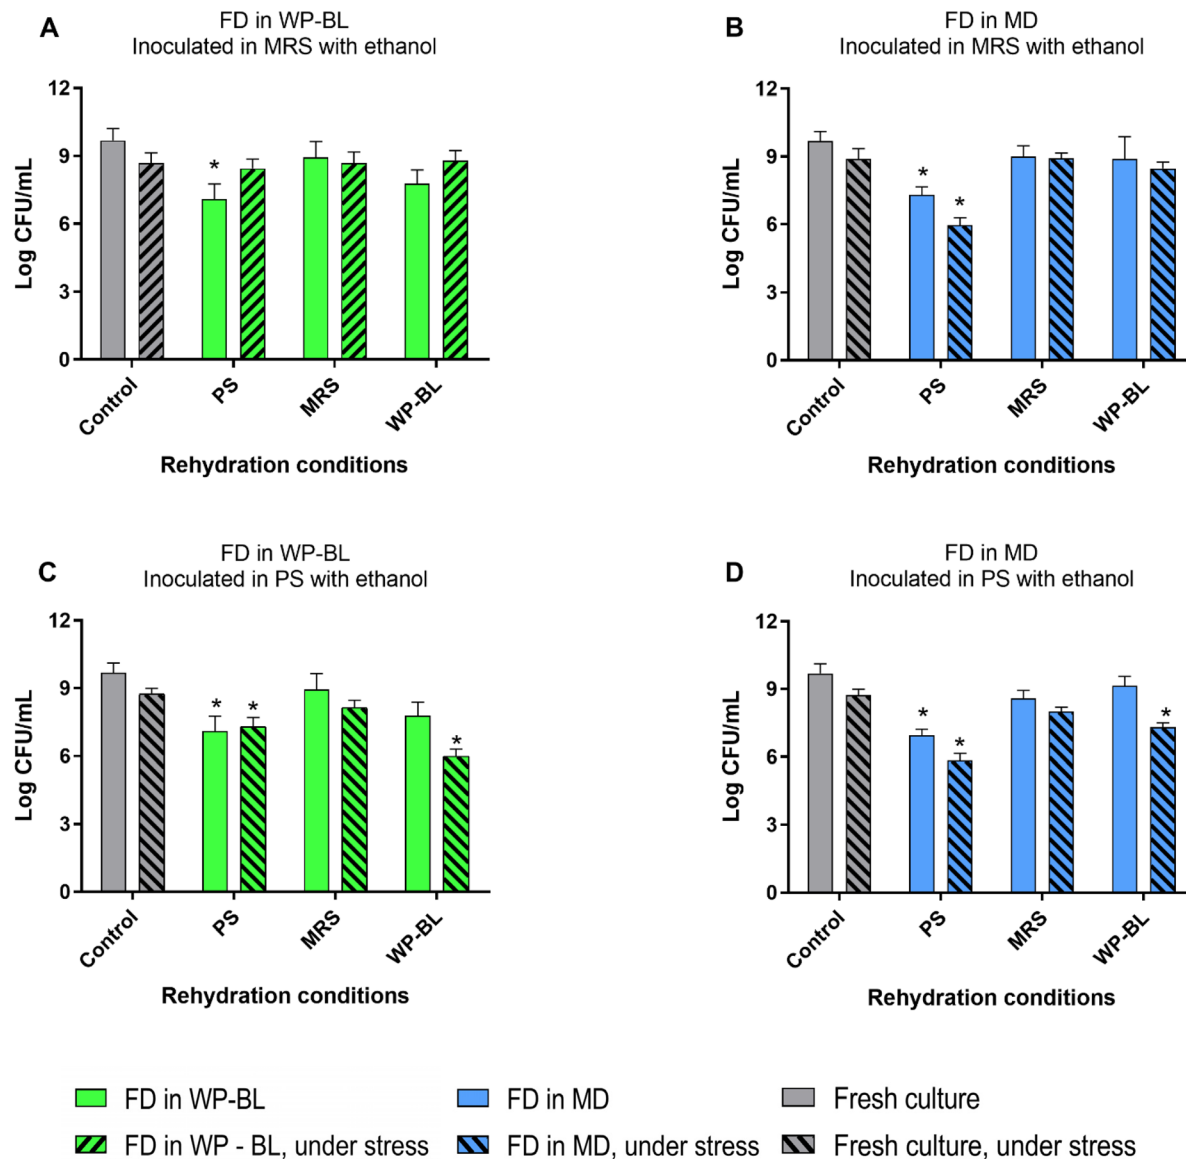 A
FD in WP-BL
Inoculated in MRS with ethanol
Log CFU/mL
12
9
6
3
0
*
Control
PS
MRS
WP-BL
Rehydration conditions
B
FD in MD
Inoculated in MRS with ethanol
Log CFU/mL
12
9
6
3
0
*
*
Control
PS
MRS
WP-BL
Rehydration conditions
C
FD in WP-BL
Inoculated in PS with ethanol
Log CFU/mL
12
9
6
3
0
*
*
*
Control
PS
MRS
WP-BL
Rehydration conditions
D
FD in MD
Inoculated in PS with ethanol
Log CFU/mL
12
9
6
3
0
*
*
*
Control
PS
MRS
WP-BL
Rehydration conditions
FD in WP-BL
FD in MD
Fresh culture
FD in WP - BL, under stress
FD in MD, under stress
Fresh culture, under stress